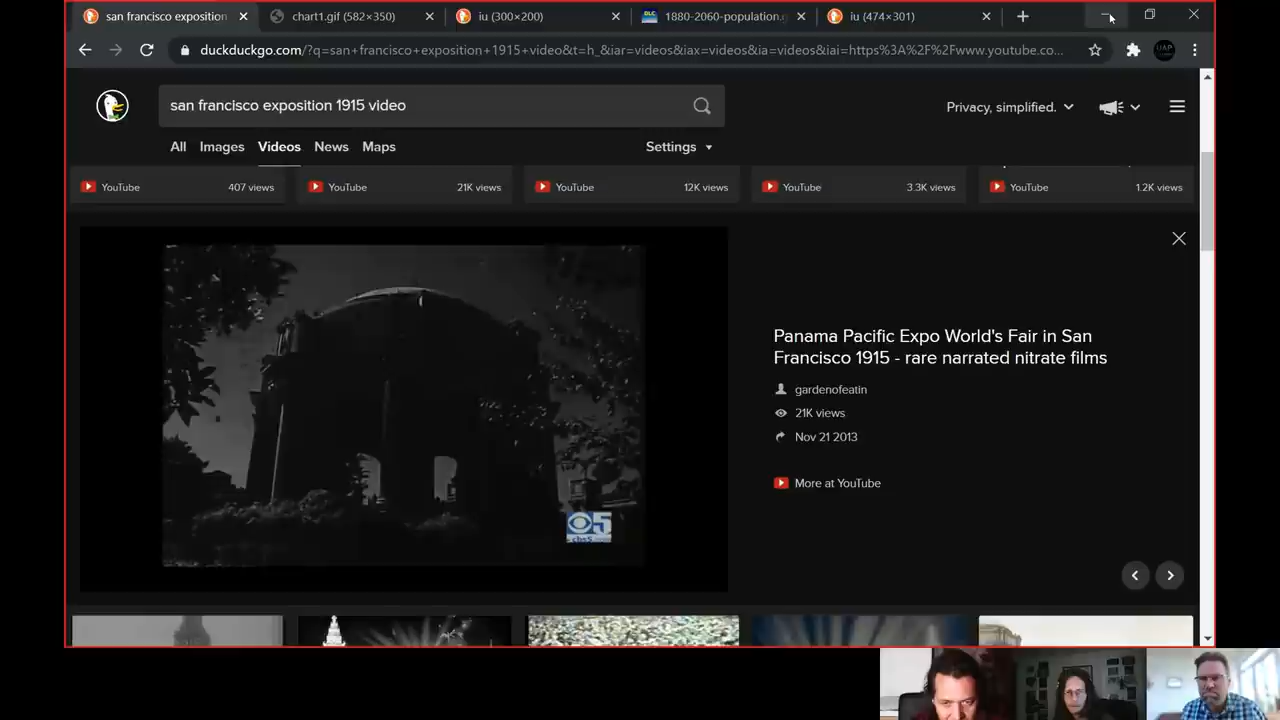 san francisco exposition
chart1.gif (582×350)
iu (300×200)
1880-2060-population.g
iu (474×301)
duckduckgo.com/?q=san+francisco+exposition+1915+video&t=h_&iar=videos&iax=videos&ia=videos&iai=https%3A%2F%2Fwww.youtube.co...
UAP
san francisco exposition 1915 video
Privacy, simplified.
All Images Videos News Maps
Settings
YouTube 407 views
YouTube 21K views
YouTube 12K views
YouTube 3.3K views
YouTube 1.2K views
Panama Pacific Expo World's Fair in San
Francisco 1915 - rare narrated nitrate films
gardenofeatin
21K views
Nov 21 2013
More at YouTube
5